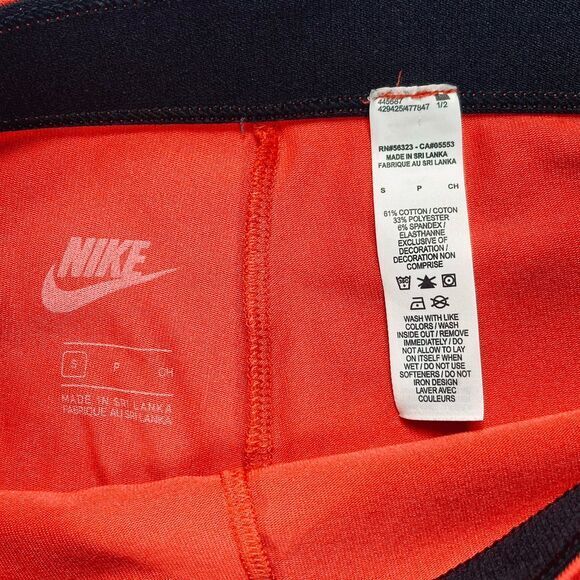 NIKE
S P CH
MADE IN SRI LANKA
FABRIQUE AU SRI LANKA
445687 1/2
429425/477847
RN#56323 - CA#05553
MADE IN SRI LANKA
FABRIQUE AU SRI LANKA
S P CH
61% COTTON / COTON
33% POLYESTER
6% SPANDEX /
ELASTHANNE
EXCLUSIVE OF
DECORATION /
DECORATION NON
COMPRISE
WASH WITH LIKE
COLORS / WASH
INSIDE OUT / REMOVE
IMMEDIATELY / DO
NOT ALLOW TO LAY
ON ITSELF WHEN
WET / DO NOT USE
SOFTENERS / DO NOT
IRON DESIGN
LAVER AVEC
COULEURS